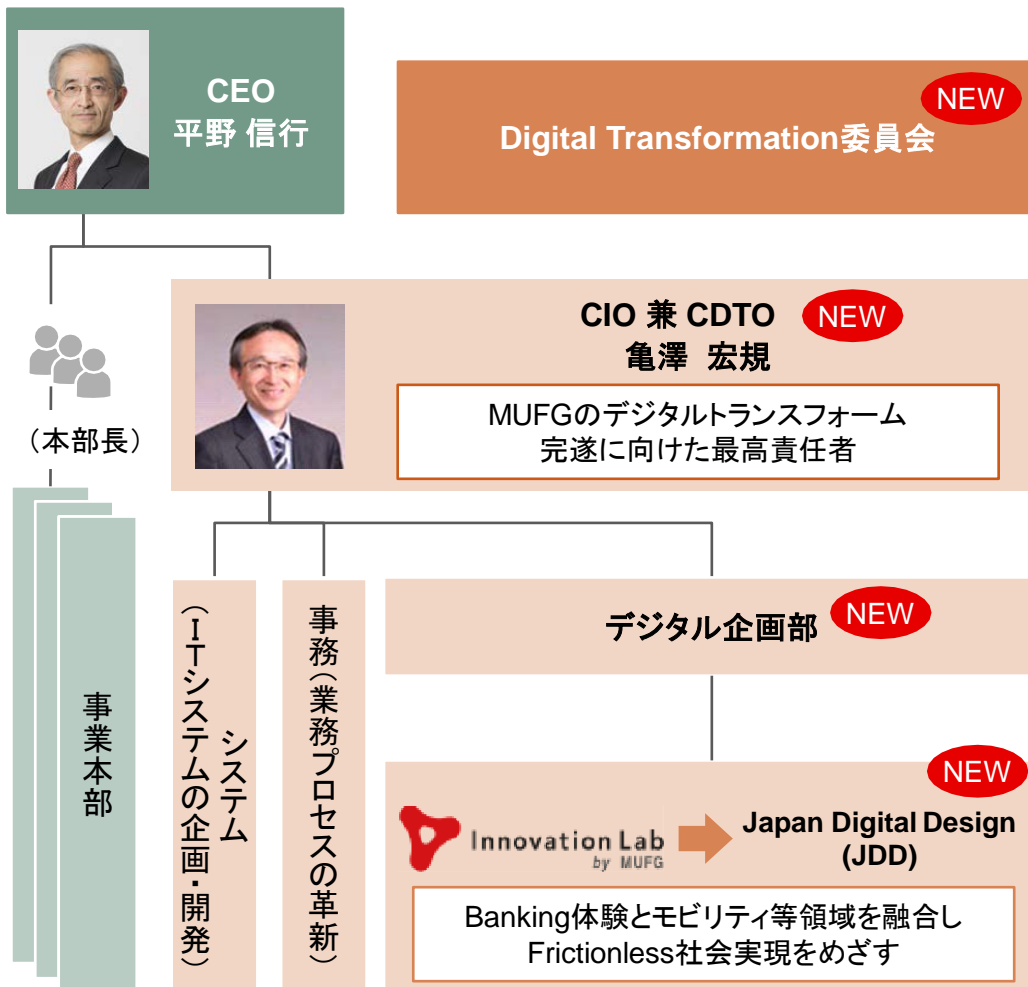 CEO
平野 信行
NEW
Digital Transformation委員会
CIO 兼 CDTO
NEW
亀澤 宏規
MUFGのデジタルトランスフォーム
完遂に向けた最高責任者
（本部長）
事業本部
システム
（ITシステムの企画・開発）
事務（業務プロセスの革新）
デジタル企画部
NEW
NEW
Innovation Lab
by MUFG
Japan Digital Design
(JDD)
Banking体験とモビリティ等領域を融合し
Frictionless社会実現をめざす